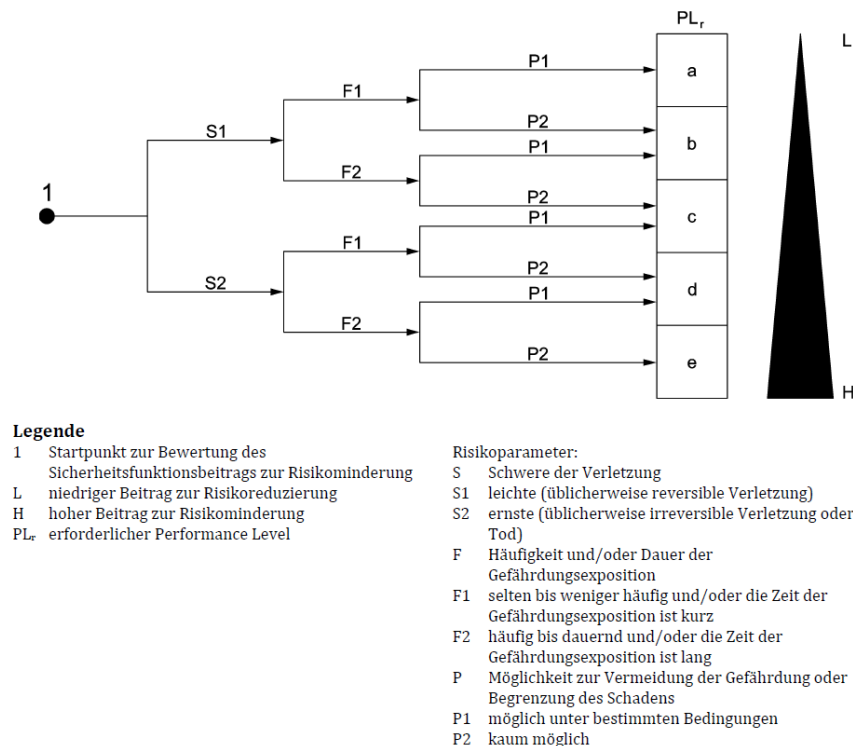 PLr
L
P1
a
F1
P2
S1
P1
b
F2
P2
1
P1
c
F1
P2
S2
P1
d
F2
P2
e
H
Legende
1 Startpunkt zur Bewertung des
Sicherheitsfunktionsbeitrags zur Risikominderung
L niedriger Beitrag zur Risikoreduzierung
H hoher Beitrag zur Risikominderung
PLr erforderlicher Performance Level
Risikoparameter:
S Schwere der Verletzung
S1 leichte (üblicherweise reversible Verletzung)
S2 ernste (üblicherweise irreversible Verletzung oder
Tod)
F Häufigkeit und/oder Dauer der
Gefährdungsexposition
F1 selten bis weniger häufig und/oder die Zeit der
Gefährdungsexposition ist kurz
F2 häufig bis dauernd und/oder die Zeit der
Gefährdungsexposition ist lang
P Möglichkeit zur Vermeidung der Gefährdung oder
Begrenzung des Schadens
P1 möglich unter bestimmten Bedingungen
P2 kaum möglich